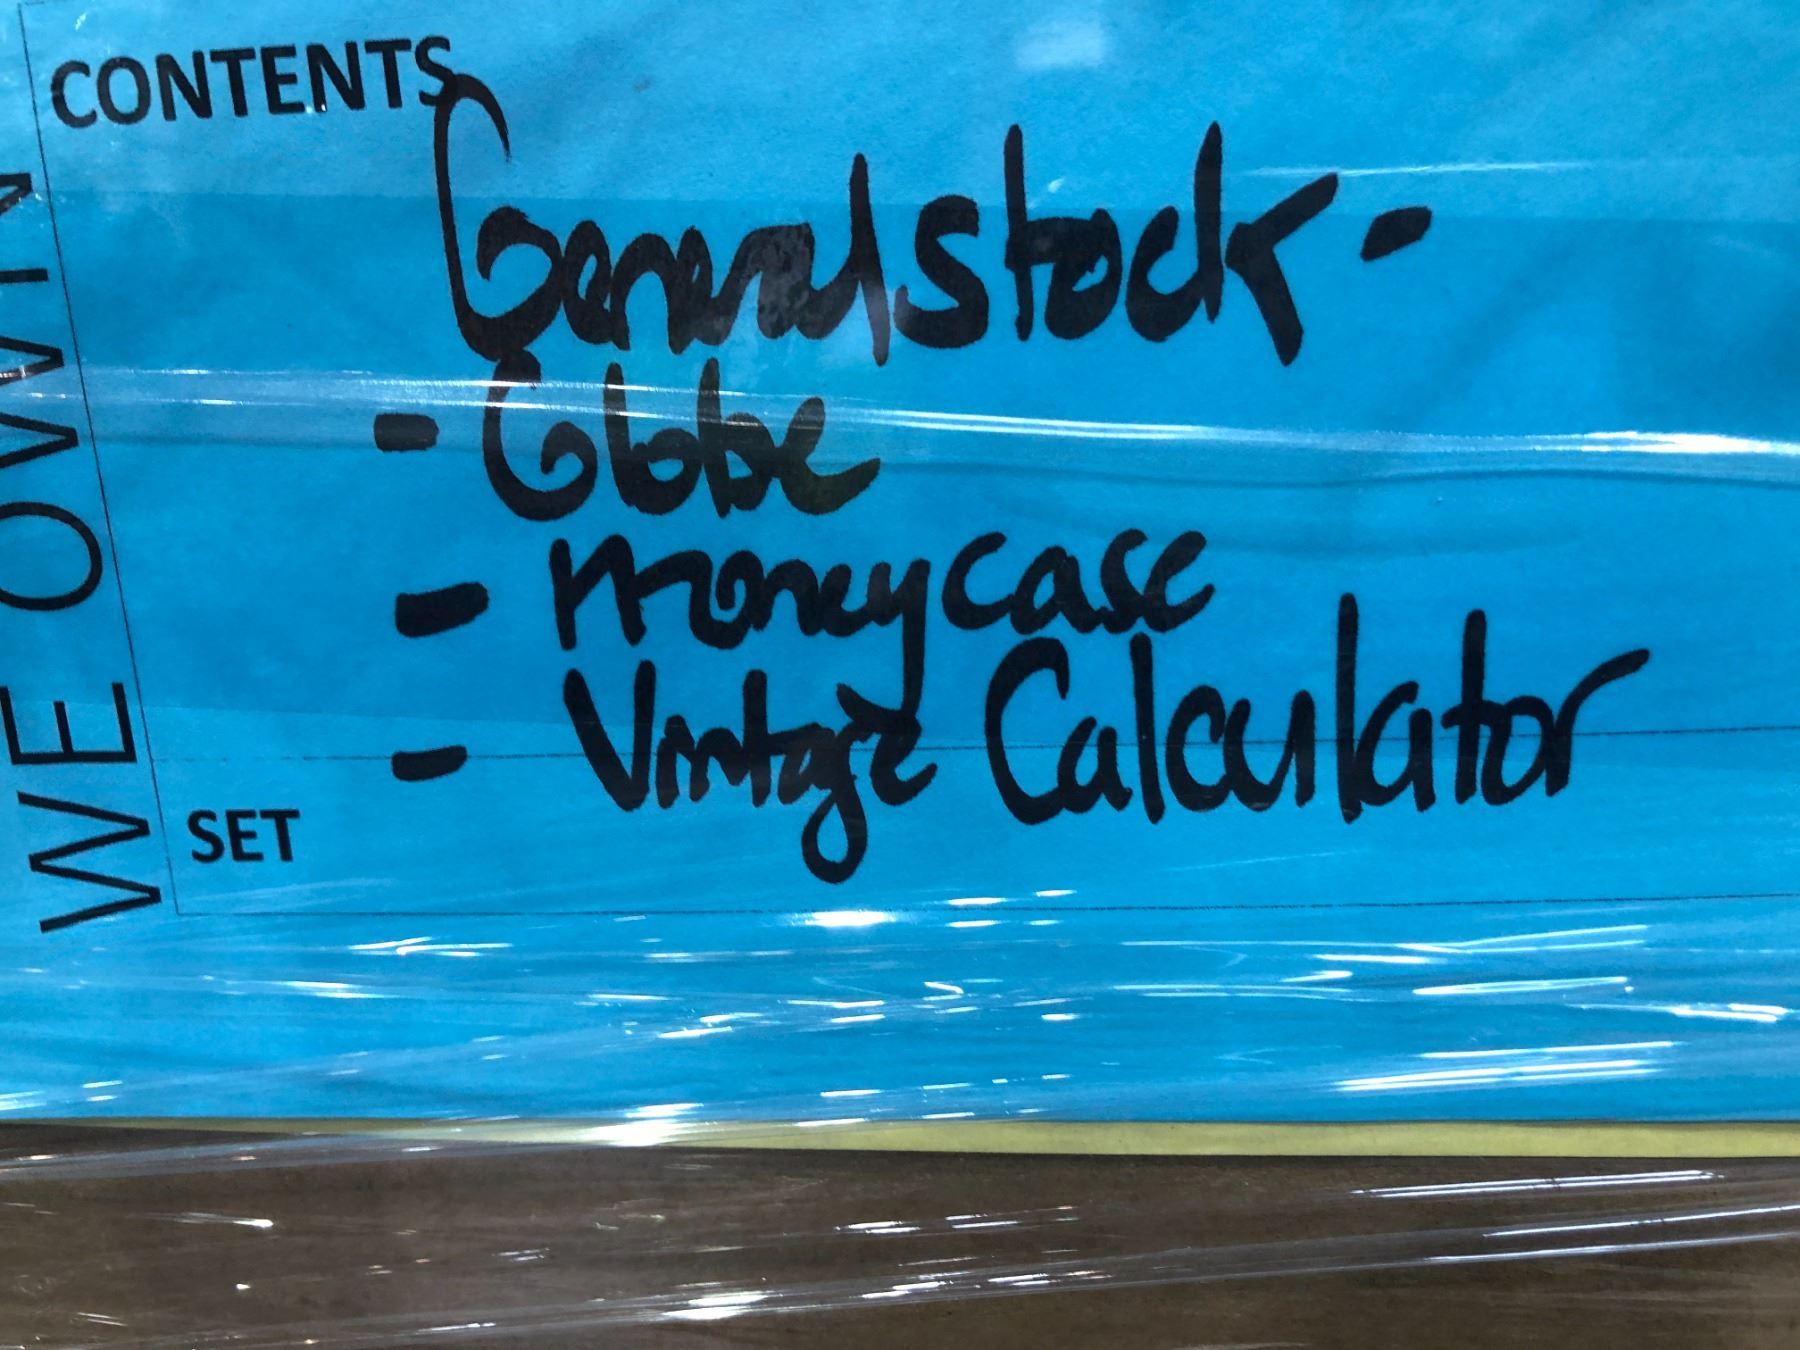 CONTENTS
General stock -
- Globe
- moneycase
- Vintage Calculator
SET
WE OWN